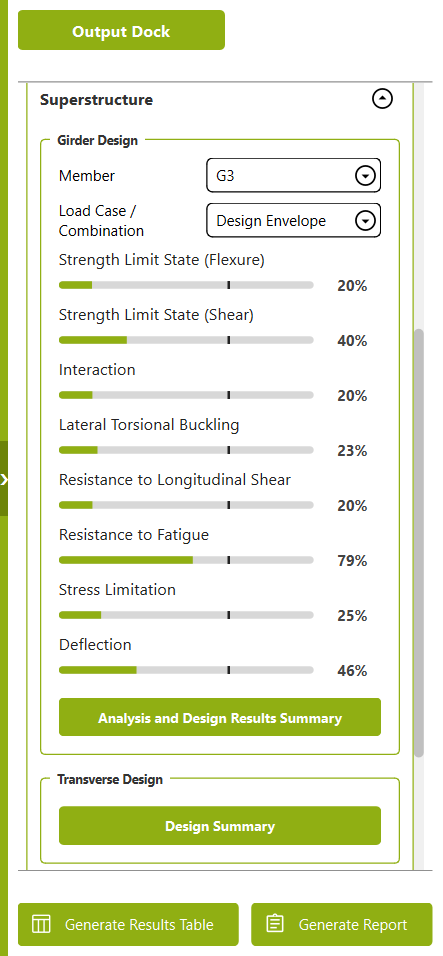 Output Dock
Superstructure
Girder Design
Member
G3
Load Case /
Combination
Design Envelope
Strength Limit State (Flexure)
20%
Strength Limit State (Shear)
40%
Interaction
20%
Lateral Torsional Buckling
23%
Resistance to Longitudinal Shear
20%
Resistance to Fatigue
79%
Stress Limitation
25%
Deflection
46%
Analysis and Design Results Summary
Transverse Design
Design Summary
Generate Results Table
Generate Report